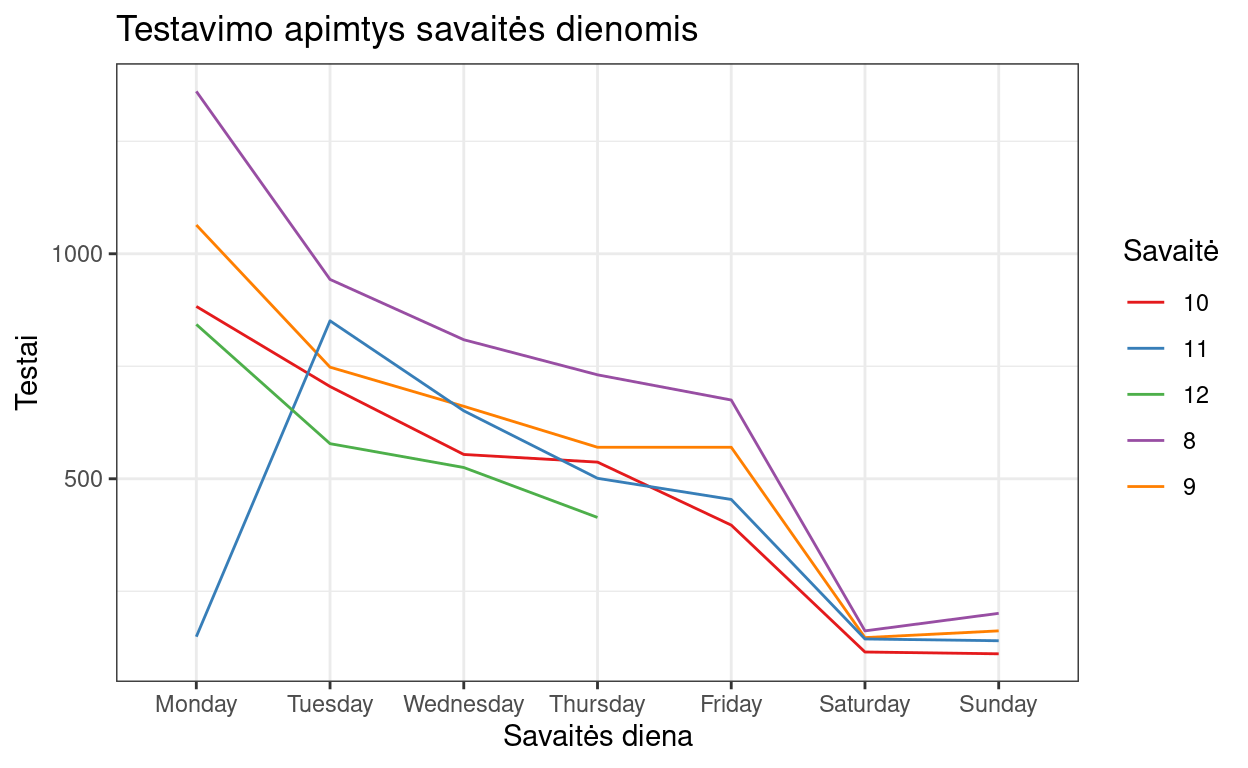 Testavimo apimtys savaitės dienomis
Testai
1000
500
Monday Tuesday Wednesday Thursday Friday Saturday Sunday
Savaitės diena
Savaitė
10
11
12
8
9